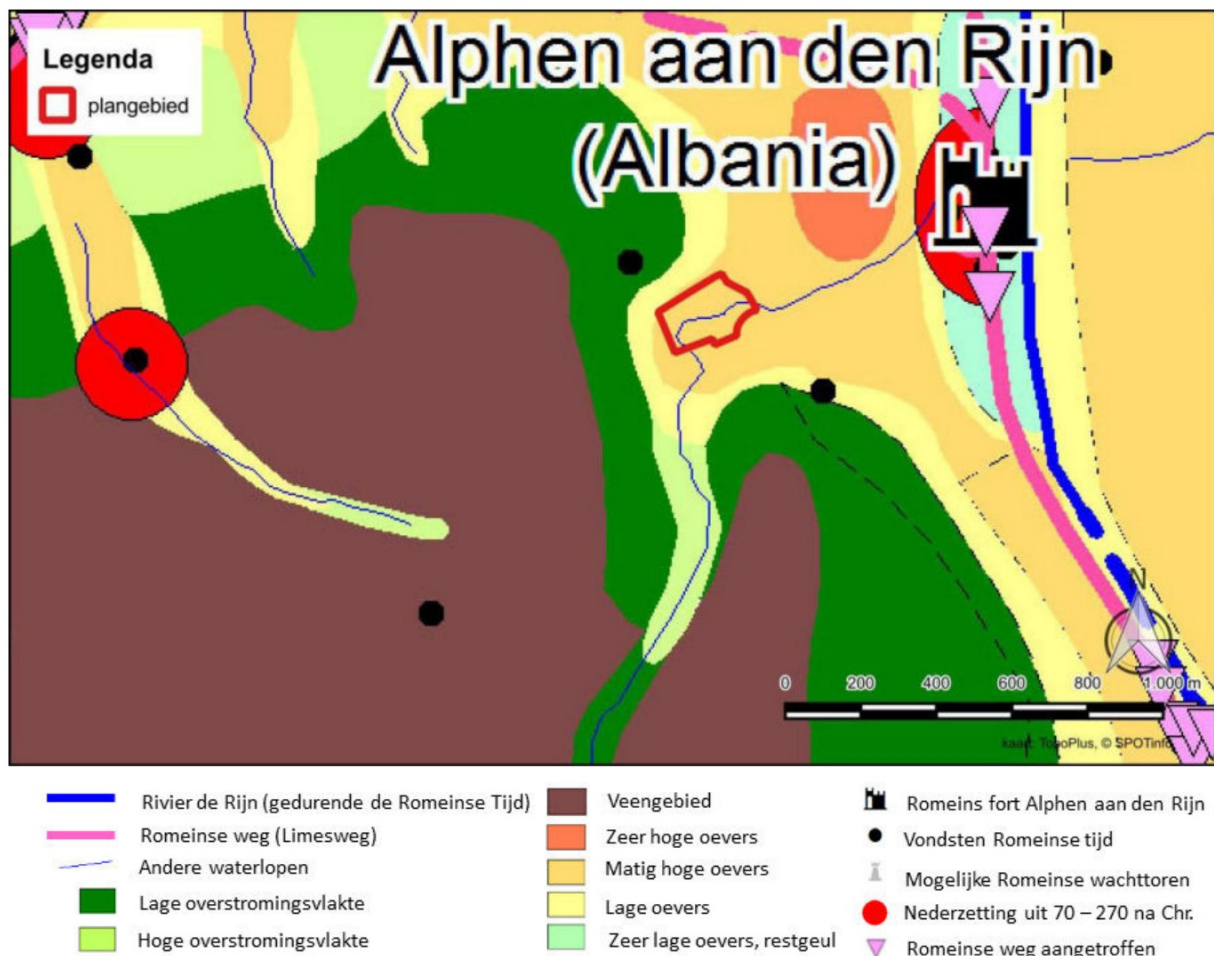 Alphen aan den Rijn
(Albania)
Legenda
plangebied
N
0 200 400 600 800 1.000 m
kaart: TopoPlus, © SPOTinfo
Rivier de Rijn (gedurende de Romeinse Tijd)
Romeinse weg (Limesweg)
Andere waterlopen
Lage overstromingsvlakte
Hoge overstromingsvlakte
Veengebied
Zeer hoge oevers
Matig hoge oevers
Lage oevers
Zeer lage oevers, restgeul
Romeins fort Alphen aan den Rijn
Vondsten Romeinse tijd
Mogelijke Romeinse wachttoren
Nederzetting uit 70 – 270 na Chr.
Romeinse weg aangetroffen